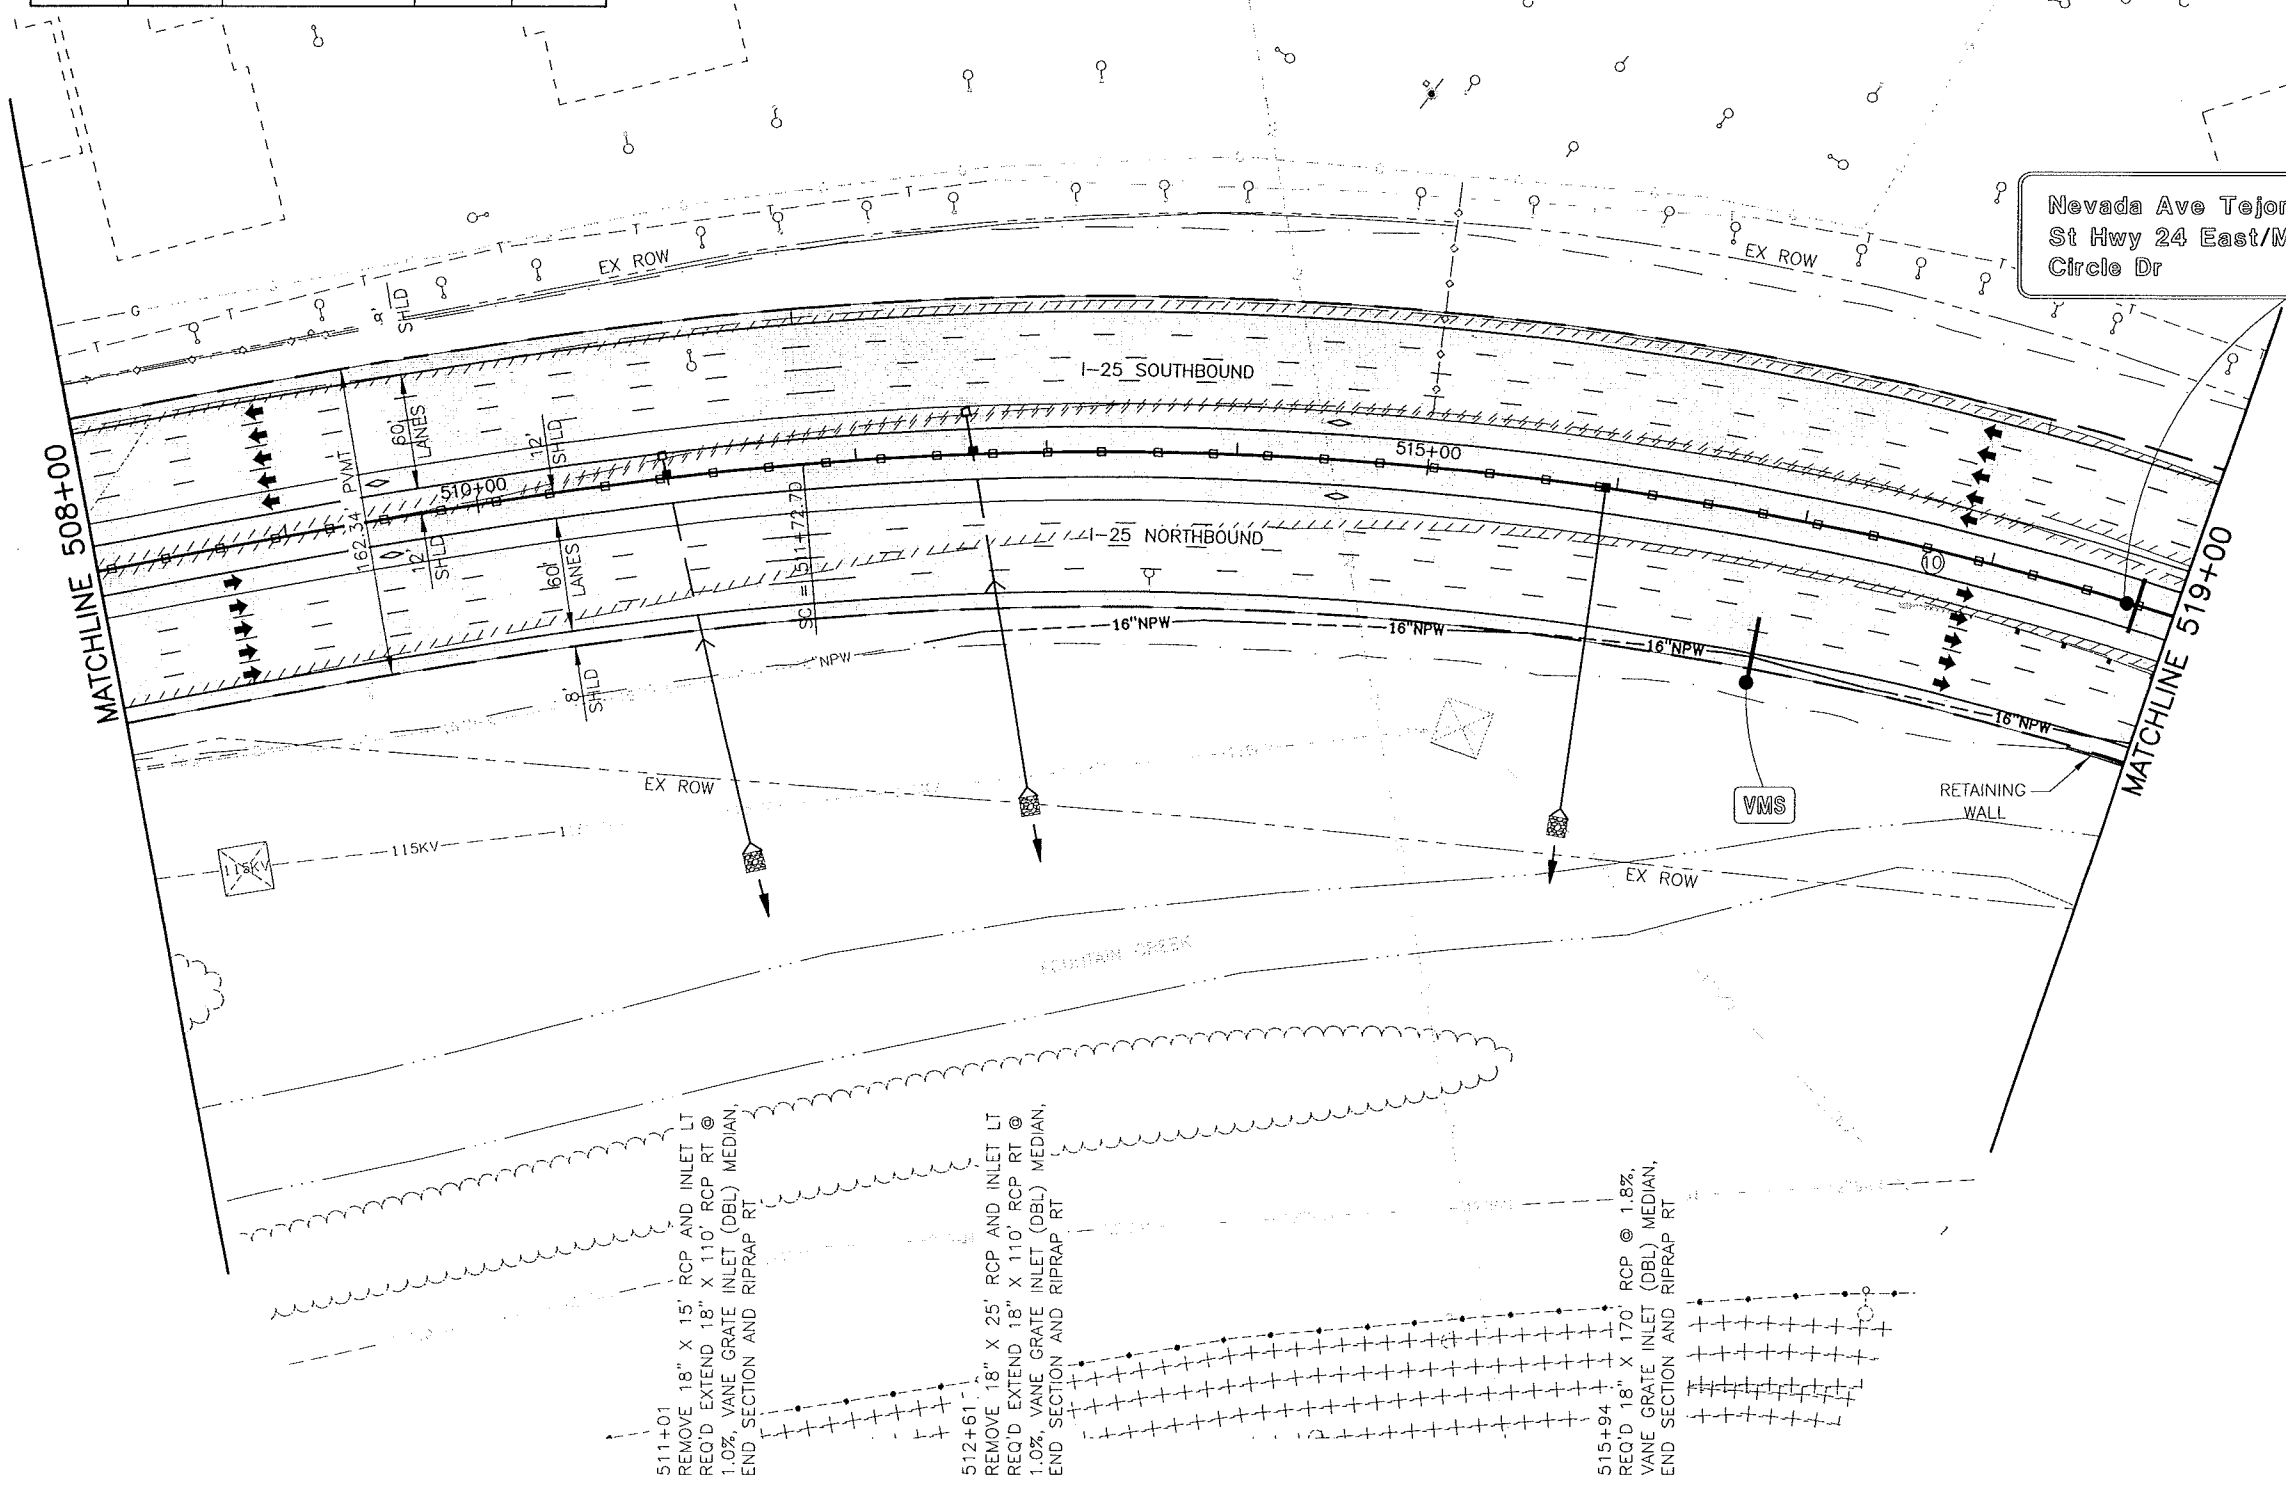 Nevada Ave Tejon
St Hwy 24 East/M
Circle Dr
EX ROW
EX ROW
G
T
T
T
T
T
T
T
SHLD
I-25 SOUTHBOUND
60'
LANES
12'
SHLD
162.34' PVMT
510+00
515+00
MATCHLINE 508+00
12'
SHLD
60'
LANES
SC = 511+72.70
I-25 NORTHBOUND
10
MATCHLINE 519+00
8'
SHLD
NPW
16"NPW
16"NPW
16"NPW
16"NPW
VMS
RETAINING
WALL
EX ROW
EX ROW
115KV
115KV
FOUNTAIN CREEK
511+01
REMOVE 18" X 15' RCP AND INLET LT
REQ'D EXTEND 18" X 110' RCP RT @
1.0%, VANE GRATE INLET (DBL) MEDIAN,
END SECTION AND RIPRAP RT
512+61
REMOVE 18" X 25' RCP AND INLET LT
REQ'D EXTEND 18" X 110' RCP RT @
1.0%, VANE GRATE INLET (DBL) MEDIAN,
END SECTION AND RIPRAP RT
515+94
REQ'D 18" X 170' RCP @ 1.8%,
VANE GRATE INLET (DBL) MEDIAN,
END SECTION AND RIPRAP RT